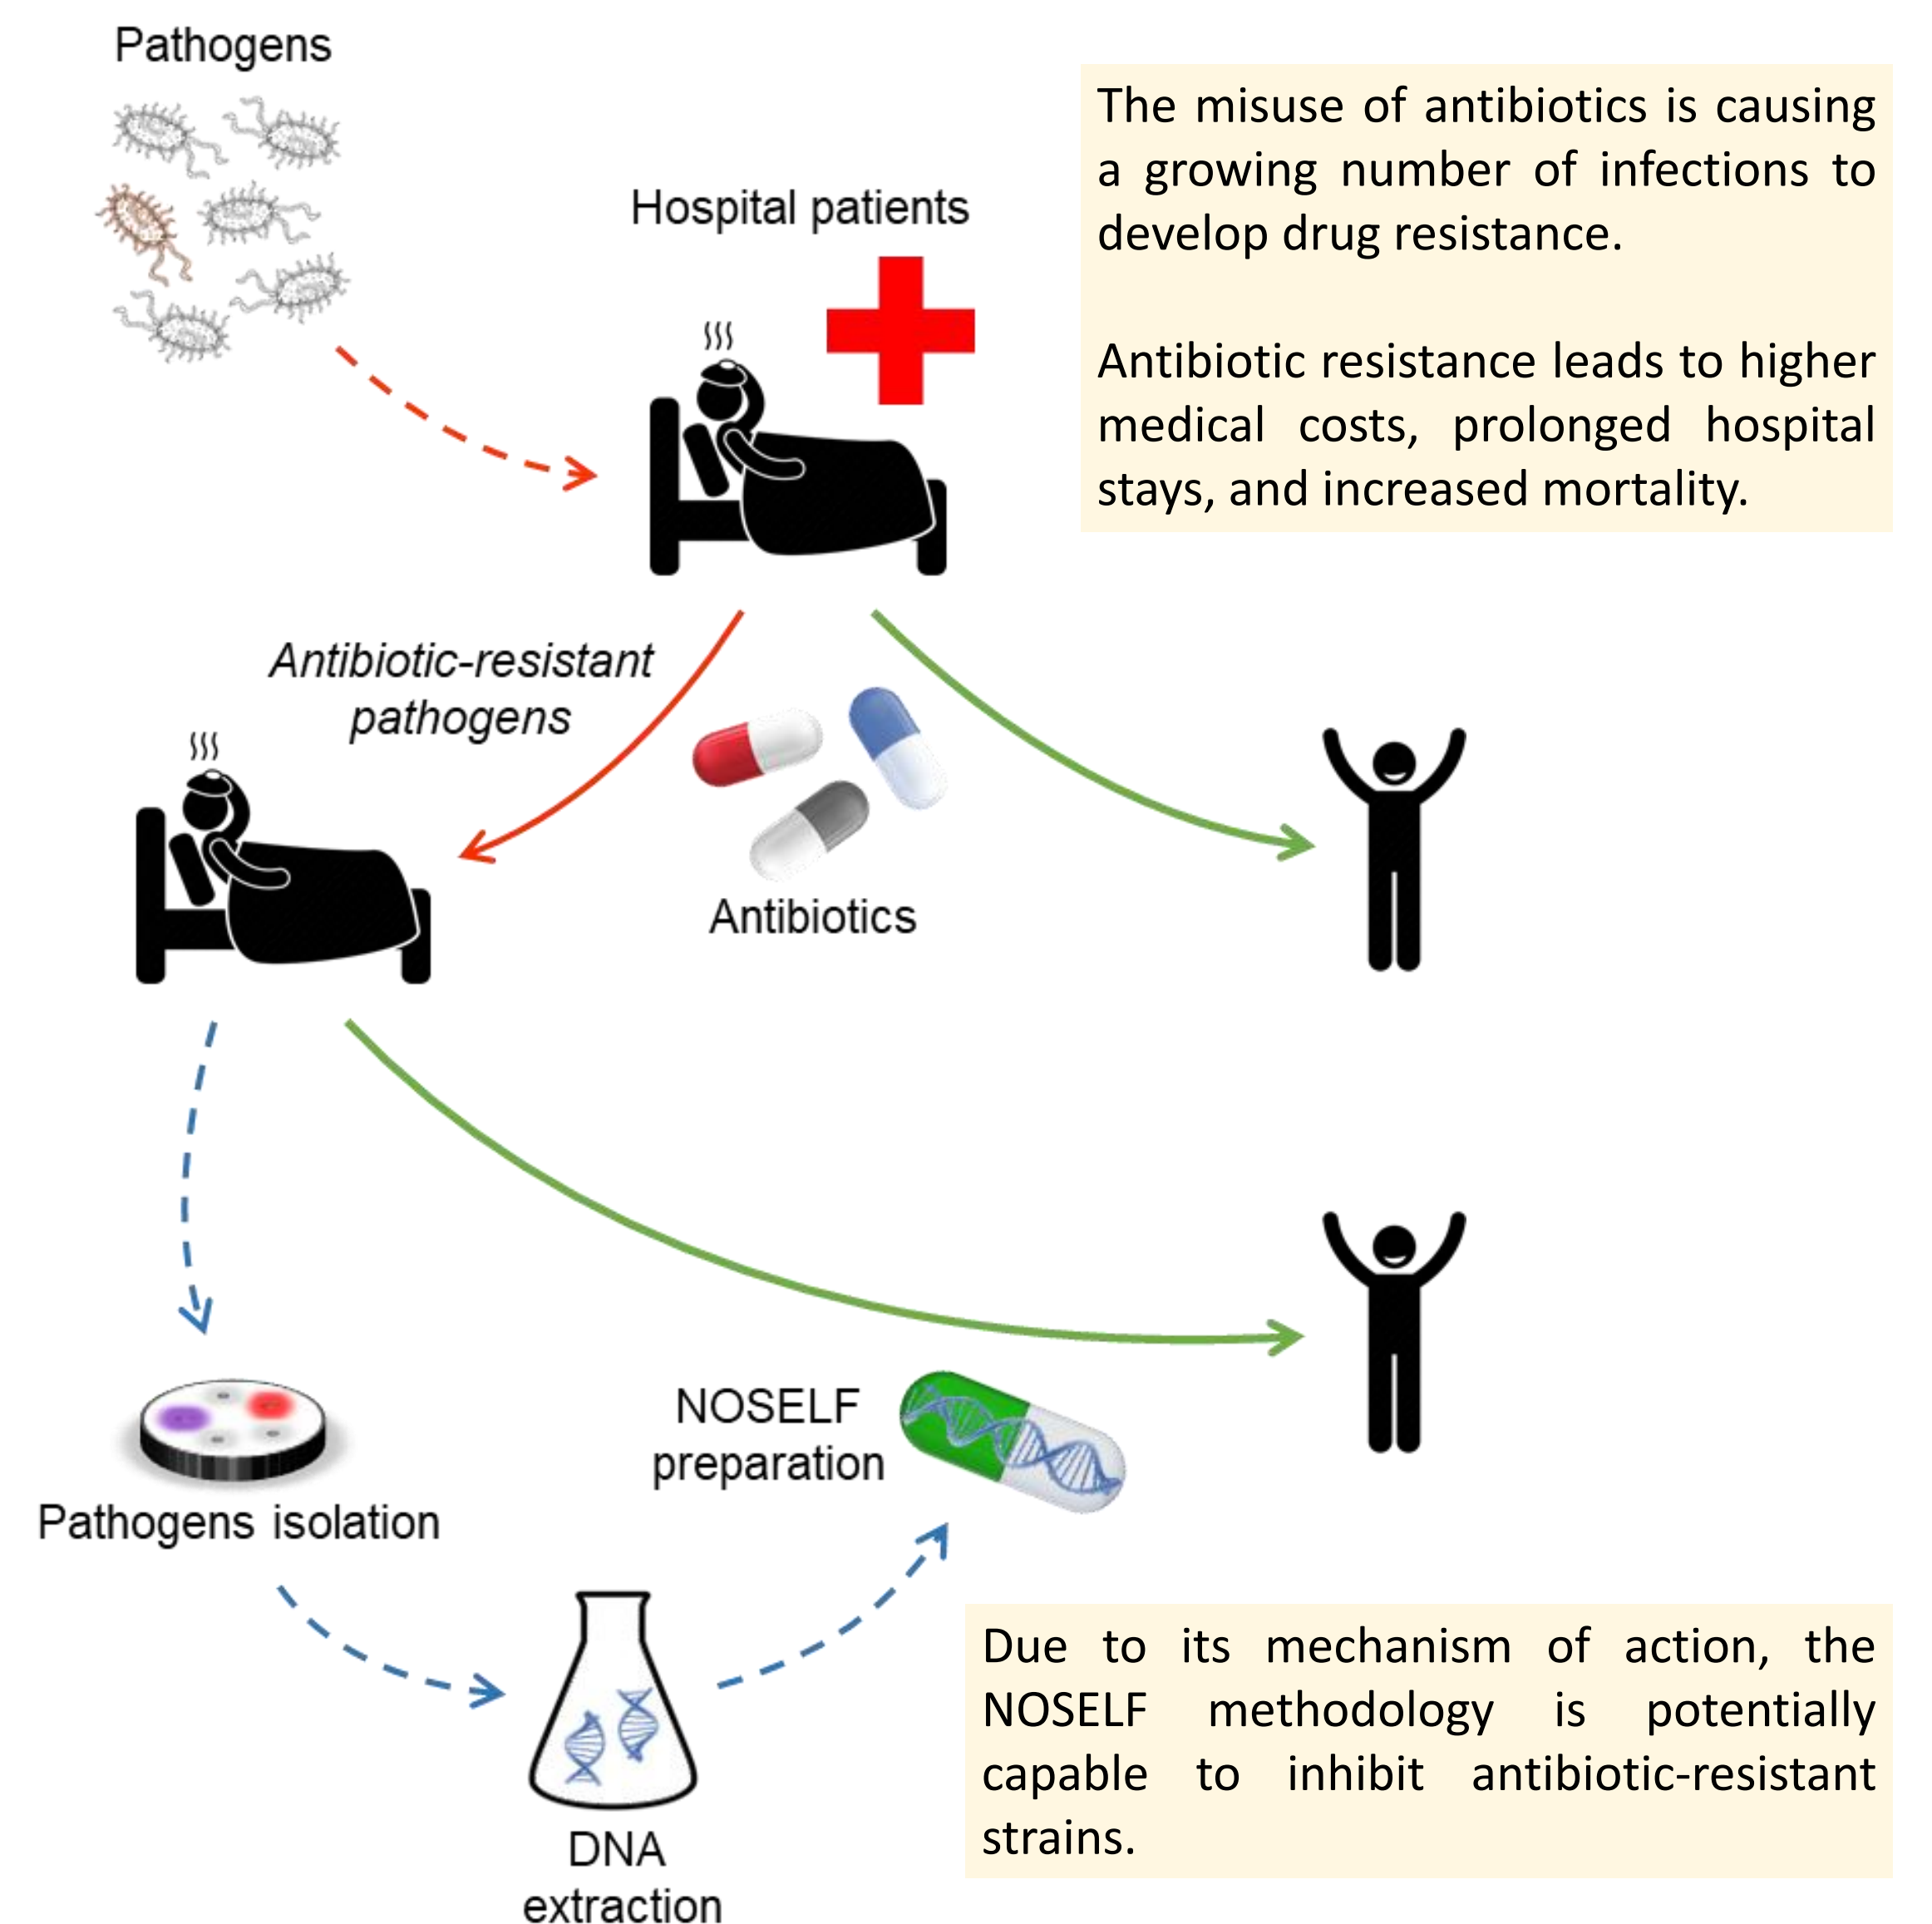 Pathogens
The misuse of antibiotics is causing
a growing number of infections to
develop drug resistance.
Antibiotic resistance leads to higher
medical costs, prolonged hospital
stays, and increased mortality.
Hospital patients
Antibiotic-resistant
pathogens
Antibiotics
NOSELF
preparation
Pathogens isolation
DNA
extraction
Due to its mechanism of action, the
NOSELF methodology is potentially
capable to inhibit antibiotic-resistant
strains.